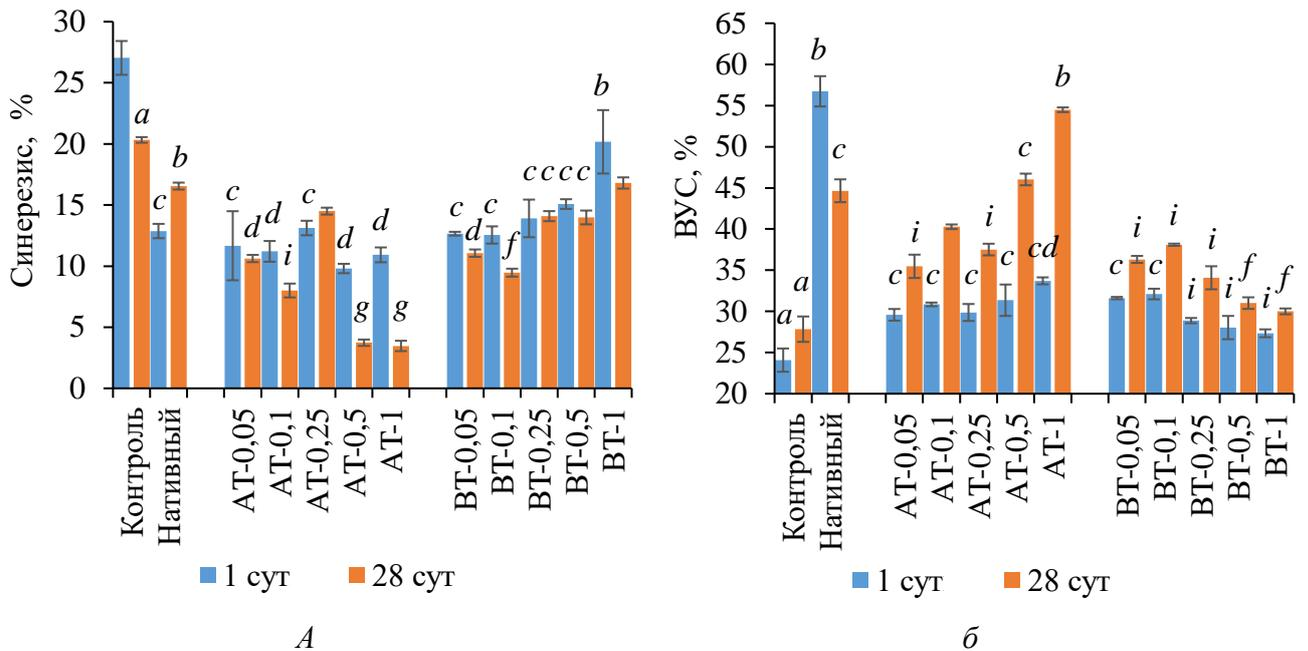 Синерезис, %
30
25
20
15
10
5
0
a
c
b
c
d
d
i
c
d
g
d
g
c
d
c
f
c
c
c
c
b
Контроль
Нативный
АТ-0,05
АТ-0,1
АТ-0,25
АТ-0,5
АТ-1
ВТ-0,05
ВТ-0,1
ВТ-0,25
ВТ-0,5
ВТ-1
1 сут
28 сут
А
ВУС, %
65
60
55
50
45
40
35
30
25
20
a
a
b
c
c
i
c
c
i
c
c
cd
b
c
i
c
i
i
i
i
f
i
f
Контроль
Нативный
АТ-0,05
АТ-0,1
АТ-0,25
АТ-0,5
АТ-1
ВТ-0,05
ВТ-0,1
ВТ-0,25
ВТ-0,5
ВТ-1
1 сут
28 сут
б